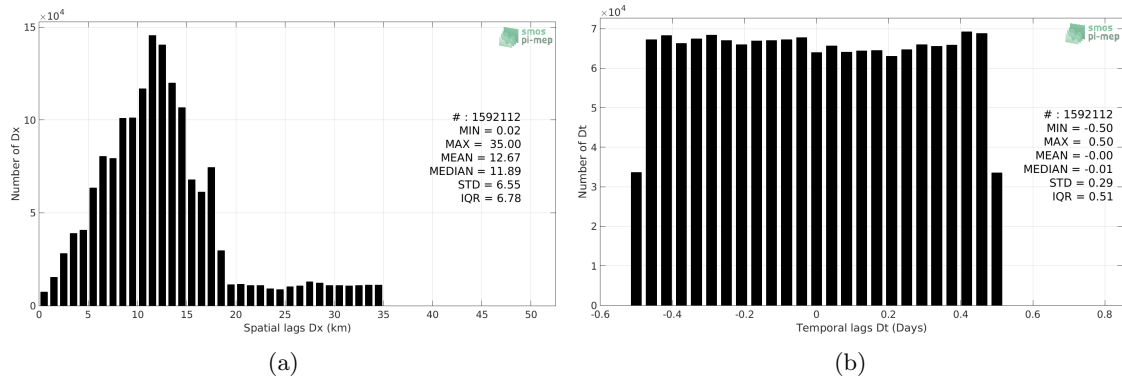 ×10⁴
15
10
5
0
0 5 10 15 20 25 30 35 40 45 50
Number of Dx
Spatial lags Dx (km)
smos
pi-mep
# : 1592112
MIN = 0.02
MAX = 35.00
MEAN = 12.67
MEDIAN = 11.89
STD = 6.55
IQR = 6.78
(a)
×10⁴
7
6
5
4
3
2
1
0
-0.6 -0.4 -0.2 0 0.2 0.4 0.6 0.8
Number of Dt
Temporal lags Dt (Days)
smos
pi-mep
# : 1592112
MIN = -0.50
MAX = 0.50
MEAN = -0.00
MEDIAN = -0.01
STD = 0.29
IQR = 0.51
(b)